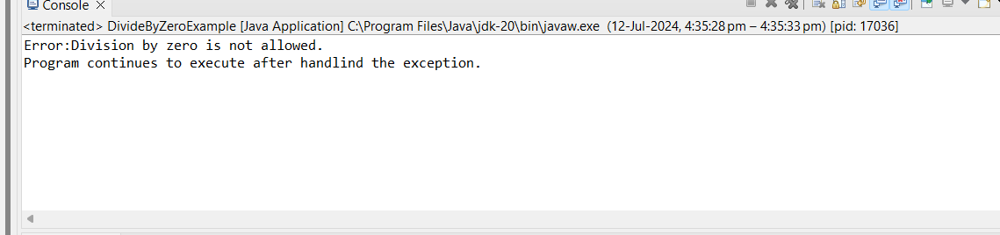 Console
<terminated> DivideByZeroExample [Java Application] C:\Program Files\Java\jdk-20\bin\javaw.exe (12-Jul-2024, 4:35:28 pm – 4:35:33 pm) [pid: 17036]
Error:Division by zero is not allowed.
Program continues to execute after handlind the exception.